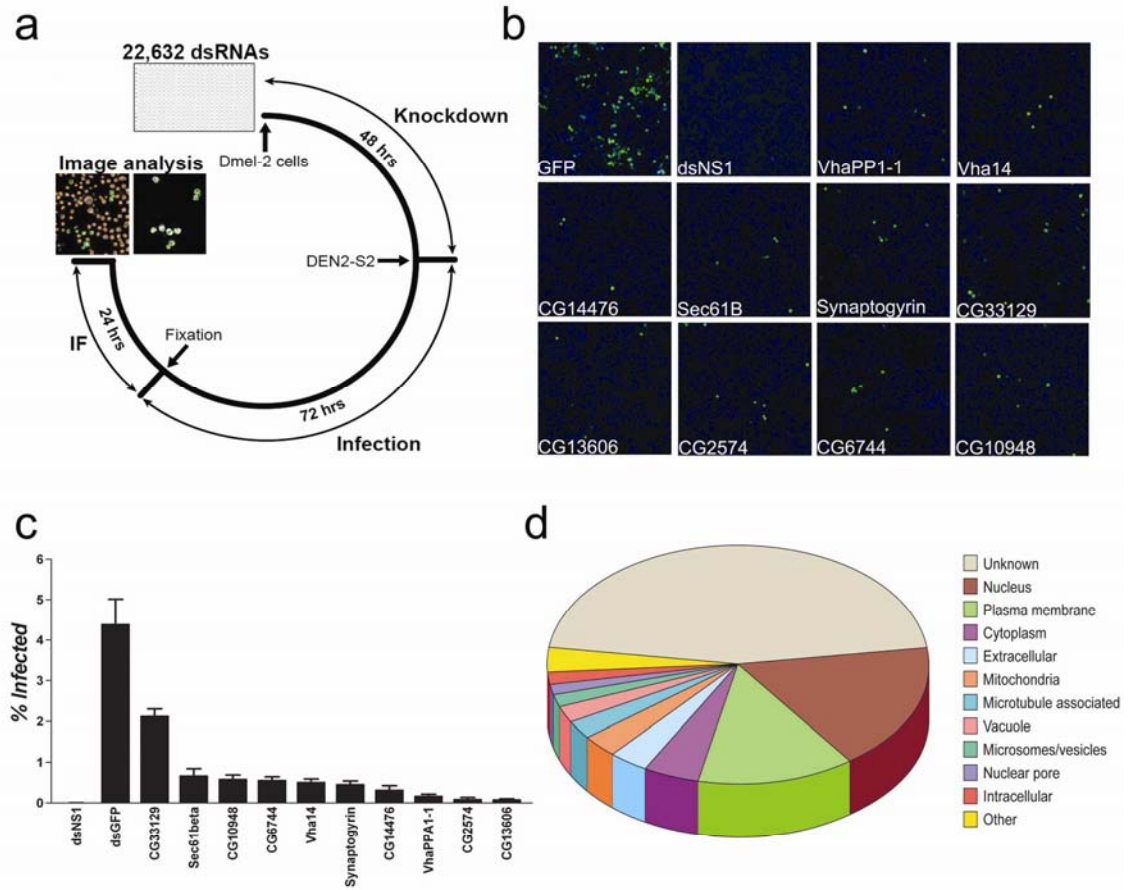 a
22,632 dsRNAs
Knockdown
48 hrs
Dmel-2 cells
Image analysis
DEN2-S2
24 hrs
IF
Fixation
72 hrs
Infection
b
GFP
dsNS1
VhaPP1-1
Vha14
CG14476
Sec61B
Synaptogyrin
CG33129
CG13606
CG2574
CG6744
CG10948
c
% Infected
6
5
4
3
2
1
0
dsNS1
dsGFP
CG33129
Sec61beta
CG10948
CG6744
Vha14
Synaptogyrin
CG14476
VhaPPA1-1
CG2574
CG13606
d
Unknown
Nucleus
Plasma membrane
Cytoplasm
Extracellular
Mitochondria
Microtubule associated
Vacuole
Microsomes/vesicles
Nuclear pore
Intracellular
Other